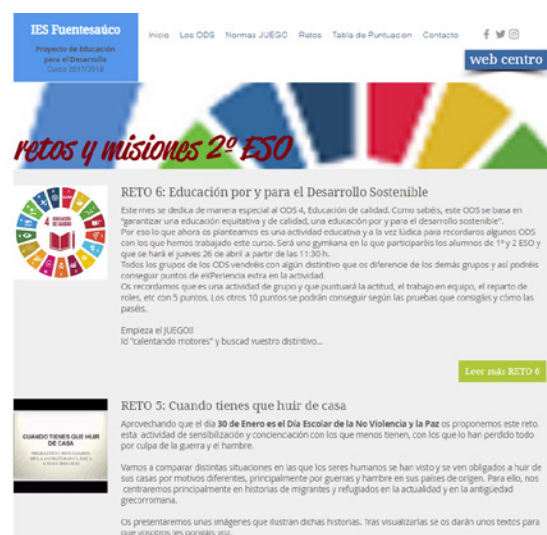 IES Fuentesaúco
Proyecto de Educación
para el Desarrollo
Curso 2017/2018
Inicio Los ODS Normas JUEGO Retos Tabla de Puntuacion Contacto
web centro
retos y misiones 2º ESO
4 EDUCACIÓN DE CALIDAD
RETO 6: Educación por y para el Desarrollo Sostenible
Este mes se dedica de manera especial al ODS 4, Educación de calidad. Como sabéis, este ODS se basa en
"garantizar una educación equitativa y de calidad, una educación por y para el desarrollo sostenible".
Por eso lo que ahora os planteamos es una actividad educativa y a la vez lúdica para recordaros algunos ODS
con los que hemos trabajado este curso. Será una gymkana en la que participaréis los alumnos de 1º y 2 ESO y
que se hará el jueves 26 de abril a partir de las 11:30 h.
Todos los grupos de los ODS vendréis con algún distintivo que os diferencie de los demás grupos y así podréis
conseguir puntos de eXPeriencia extra en la actividad.
Os recordamos que es una actividad de grupo y que puntuará la actitud, el trabajo en equipo, el reparto de
roles, etc con 5 puntos. Los otros 10 puntos se podrán conseguir según las pruebas que consigáis y cómo las
paséis.
Empieza el JUEGO!!!
Id "calentando motores" y buscad vuestro distintivo...
Leer más RETO 6
CUANDO TIENES QUE HUIR
DE CASA
RETO 5: Cuando tienes que huir de casa
Aprovechando que el día 30 de Enero es el Día Escolar de la No Violencia y la Paz os proponemos este reto.
esta actividad de sensibilización y concienciación con los que menos tienen, con los que lo han perdido todo
por culpa de la guerra y el hambre.
Vamos a comparar distintas situaciones en las que los seres humanos se han visto y se ven obligados a huir de
sus casas por motivos diferentes, principalmente por guerras y hambre en sus países de origen. Para ello, nos
centraremos principalmente en historias de migrantes y refugiados en la actualidad y en la antigüedad
grecorromana.
Os presentaremos unas imágenes que ilustran dichas historias. Tras visualizarlas se os darán unos textos para
que vosotros les pongáis voz.